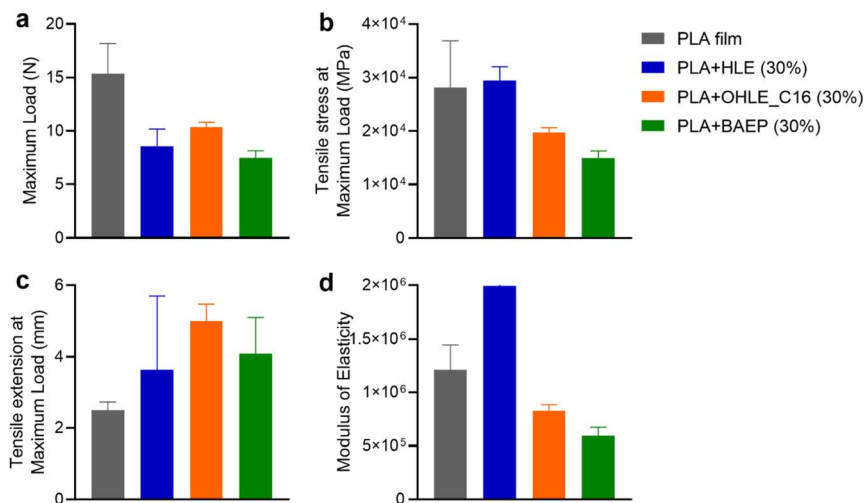 a
Maximum Load (N)
20
15
10
5
0
b
Tensile stress at
Maximum Load (MPa)
4×10⁴
3×10⁴
2×10⁴
1×10⁴
0
PLA film
PLA+HLE (30%)
PLA+OHLE_C16 (30%)
PLA+BAEP (30%)
c
Tensile extension at
Maximum Load (mm)
6
4
2
0
d
Modulus of Elasticity
2×10⁶
1.5×10⁶
1×10⁶
5×10⁵
0